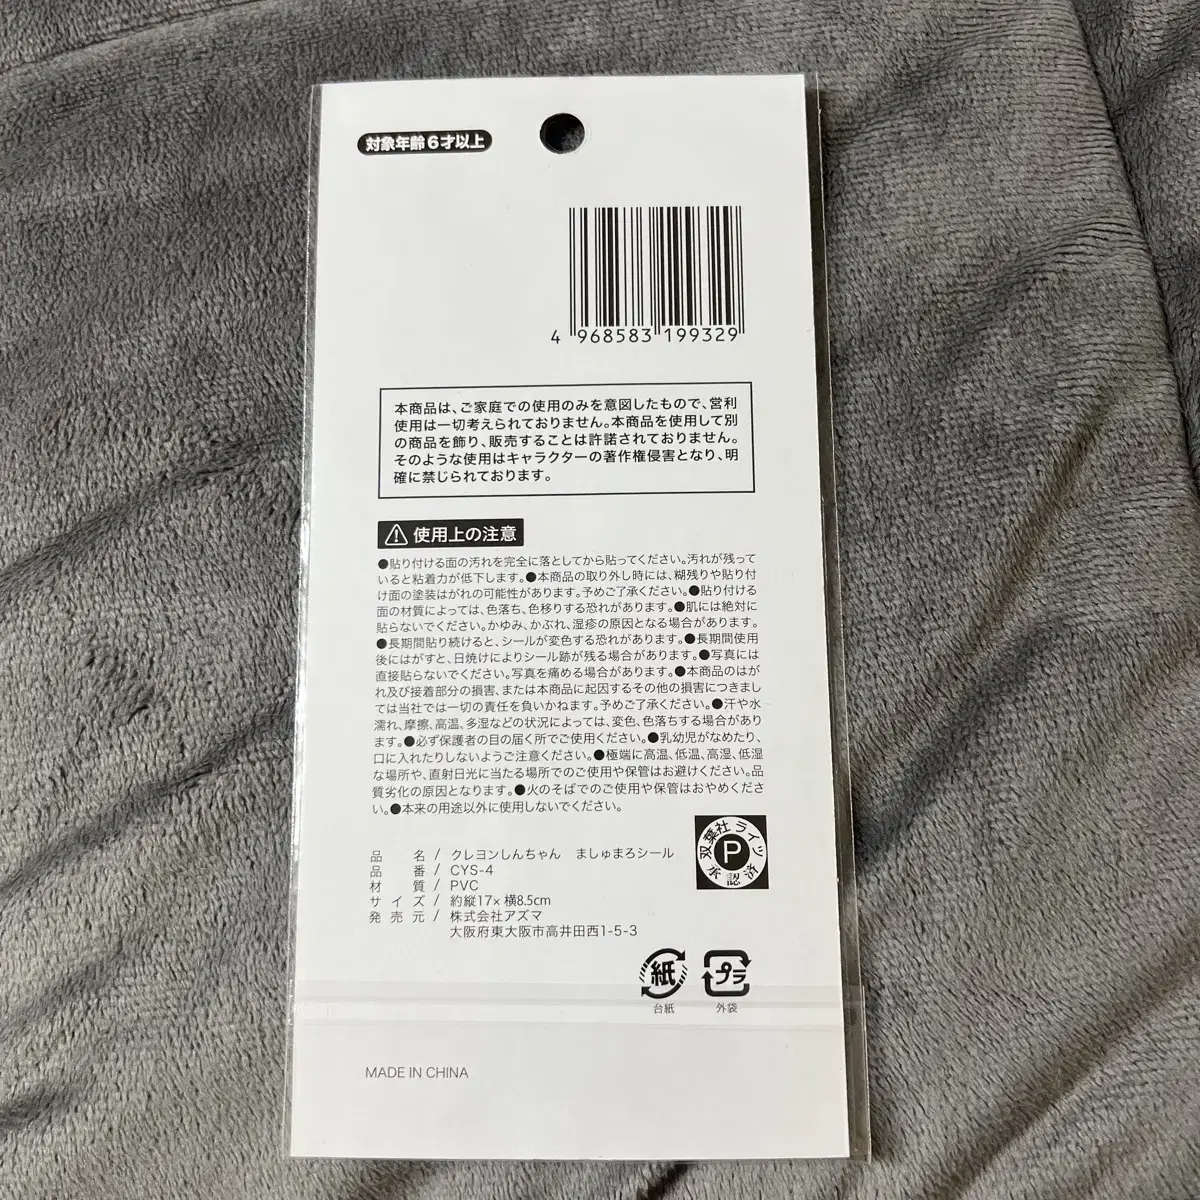 対象年齢6才以上
4 968583 199329
本商品は、ご家庭での使用のみを意図したもので、営利
使用は一切考えられておりません。本商品を使用して別
の商品を飾り、販売することは許諾されておりません。
そのような使用はキャラクターの著作権侵害となり、明
確に禁じられております。
使用上の注意
●貼り付ける面の汚れを完全に落としてから貼ってください。汚れが残って
いると粘着力が低下します。●本商品の取り外し時には、糊残りや貼り付
け面の塗装はがれの可能性があります。予めご了承ください。●貼り付ける
面の材質によっては、色落ち、色移りする恐れがあります。●肌には絶対に
貼らないでください。かゆみ、かぶれ、湿疹の原因となる場合があります。
●長期間貼り続けると、シールが変色する恐れがあります。●長期間使用
後にはがすと、日焼けによりシール跡が残る場合があります。●写真には
直接貼らないでください。写真を痛める場合があります。●本商品のはが
れ及び接着部分の損害、または本商品に起因するその他の損害につきまし
ては当社では一切の責任を負いかねます。予めご了承ください。●汗や水
濡れ、摩擦、高温、多湿などの状況によっては、変色、色落ちする場合があり
ます。●必ず保護者の目の届く所でご使用ください。●乳幼児がなめたり、
口に入れたりしないようご注意ください。●極端に高温、低温、高湿、低湿
な場所や、直射日光に当たる場所でのご使用や保管はお避けください。品
質劣化の原因となります。●火のそばでのご使用や保管はおやめくださ
い。●本来の用途以外に使用しないでください。
双葉社ライツ
P
承認済
品名/クレヨンしんちゃん ましゅまろシール
品番/CYS-4
材質/PVC
サイズ/約縦17×横8.5cm
発売元/株式会社アズマ
大阪府東大阪市高井田西1-5-3
紙
台紙
プラ
外袋
MADE IN CHINA